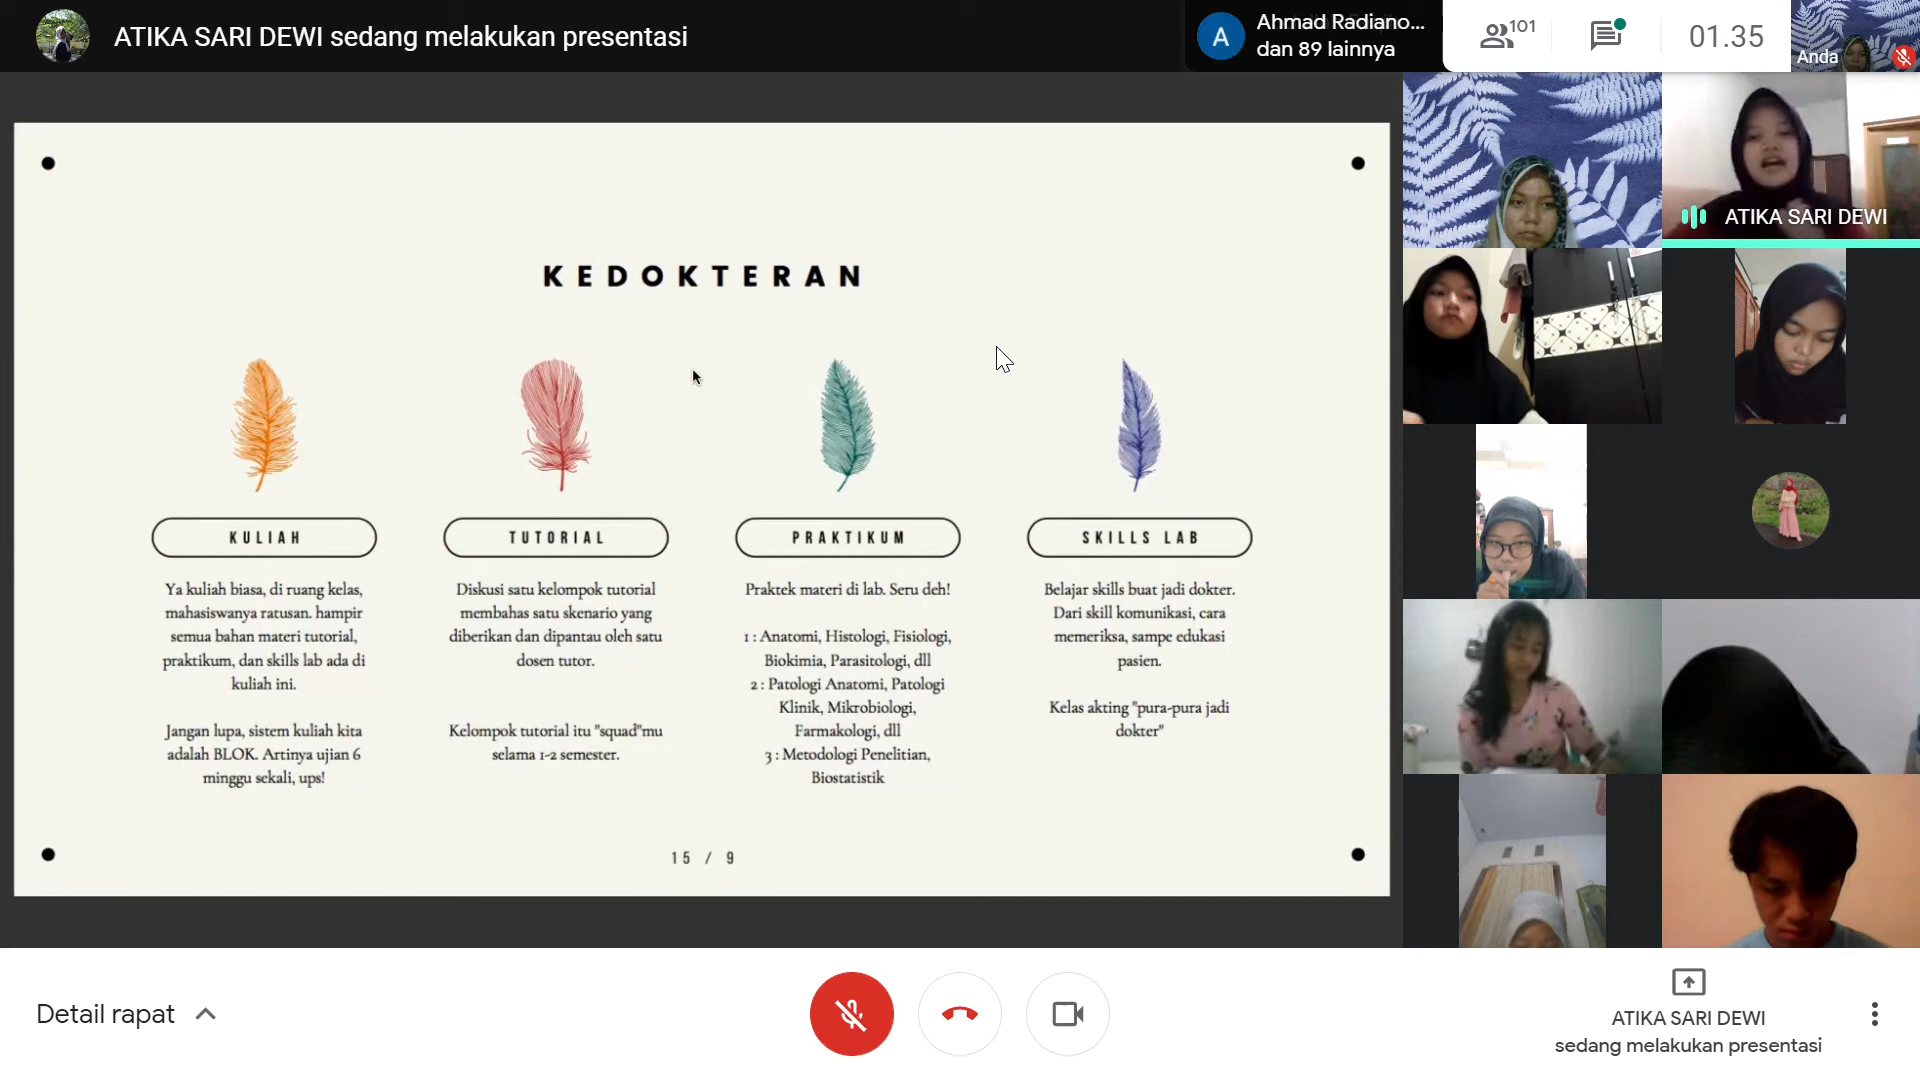 ATIKA SARI DEWI sedang melakukan presentasi
A
Ahmad Radiano...
dan 89 lainnya
101
01.35
Anda
ATIKA SARI DEWI
KEDOKTERAN
KULIAH
Ya kuliah biasa, di ruang kelas,
mahasiswanya ratusan. hampir
semua bahan materi tutorial,
praktikum, dan skills lab ada di
kuliah ini.
Jangan lupa, sistem kuliah kita
adalah BLOK. Artinya ujian 6
minggu sekali, ups!
TUTORIAL
Diskusi satu kelompok tutorial
membahas satu skenario yang
diberikan dan dipantau oleh satu
dosen tutor.
Kelompok tutorial itu "squad"mu
selama 1-2 semester.
PRAKTIKUM
Praktek materi di lab. Seru deh!
1 : Anatomi, Histologi, Fisiologi,
Biokimia, Parasitologi, dll
2 : Patologi Anatomi, Patologi
Klinik, Mikrobiologi,
Farmakologi, dll
3 : Metodologi Penelitian,
Biostatistik
SKILLS LAB
Belajar skills buat jadi dokter.
Dari skill komunikasi, cara
memeriksa, sampe edukasi
pasien.
Kelas akting "pura-pura jadi
dokter"
15 / 9
Detail rapat
ATIKA SARI DEWI
sedang melakukan presentasi